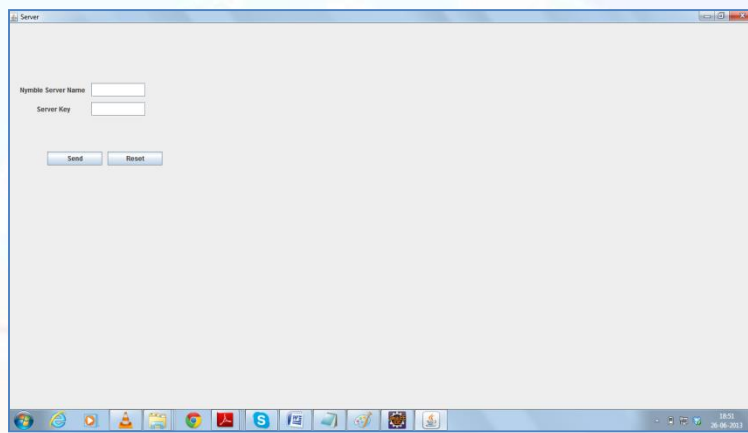 Server
Nymble Server Name
Server Key
Send Reset
18:51
26-06-2013